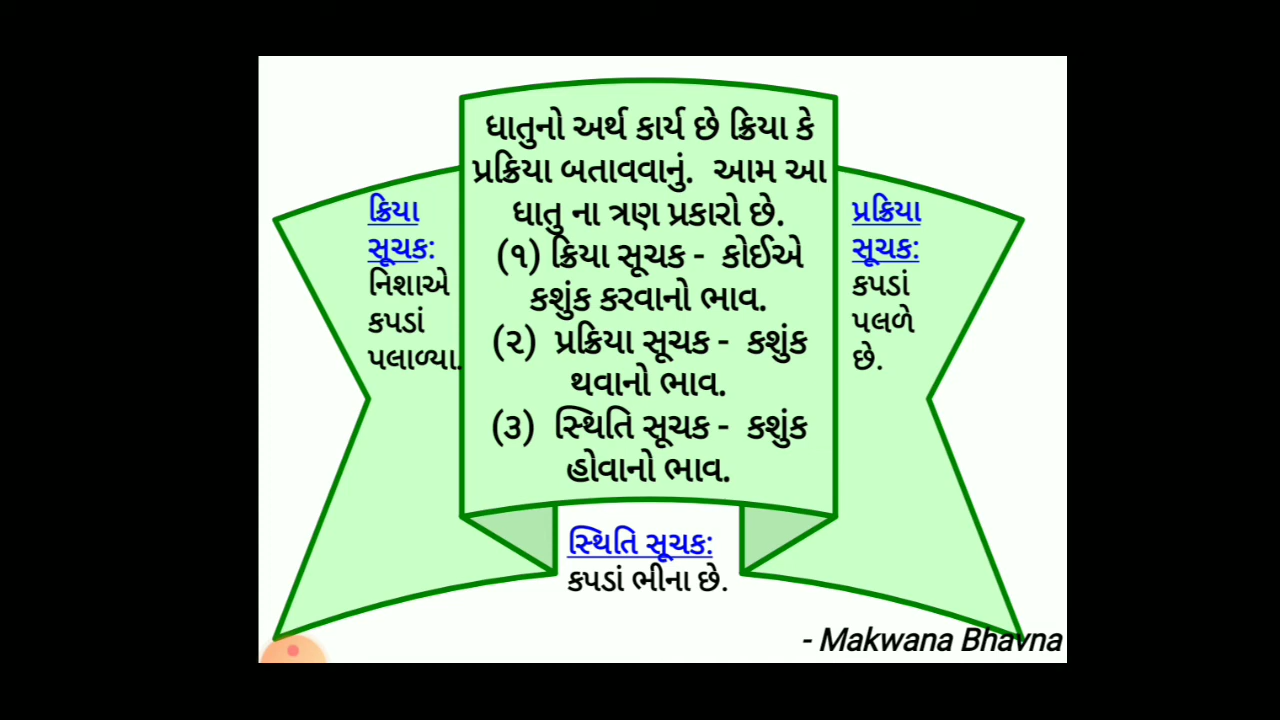 ધાતુનો અર્થ કાર્ય છે ક્રિયા કે
પ્રક્રિયા બતાવવાનું. આમ આ
ધાતુ ના ત્રણ પ્રકારો છે.
(૧) ક્રિયા સૂચક - કોઈએ
કશુંક કરવાનો ભાવ.
(૨) પ્રક્રિયા સૂચક - કશુંક
થવાનો ભાવ.
(૩) સ્થિતિ સૂચક - કશુંક
હોવાનો ભાવ.
ક્રિયા
સૂચક:
નિશાએ
કપડાં
પલાળ્યા.
પ્રક્રિયા
સૂચક:
કપડાં
પલળે
છે.
સ્થિતિ સૂચક:
કપડાં ભીના છે.
- Makwana Bhavna